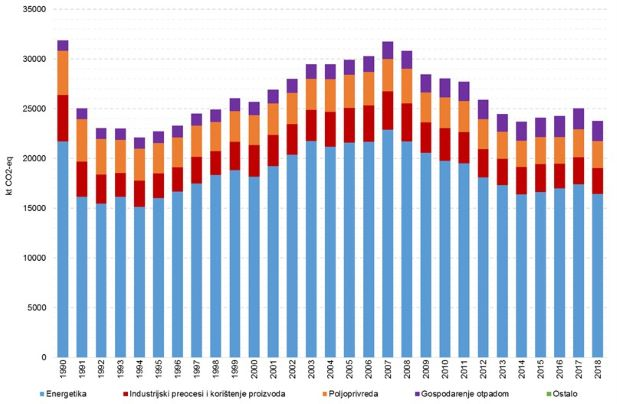 35000
30000
25000
20000
15000
10000
5000
0
kt CO2-eq
1990 1991 1992 1993 1994 1995 1996 1997 1998 1999 2000 2001 2002 2003 2004 2005 2006 2007 2008 2009 2010 2011 2012 2013 2014 2015 2016 2017 2018
Energetika Industrijski preocesi i korištenje proizvoda Poljoprivreda Gospodarenje otpadom Ostalo